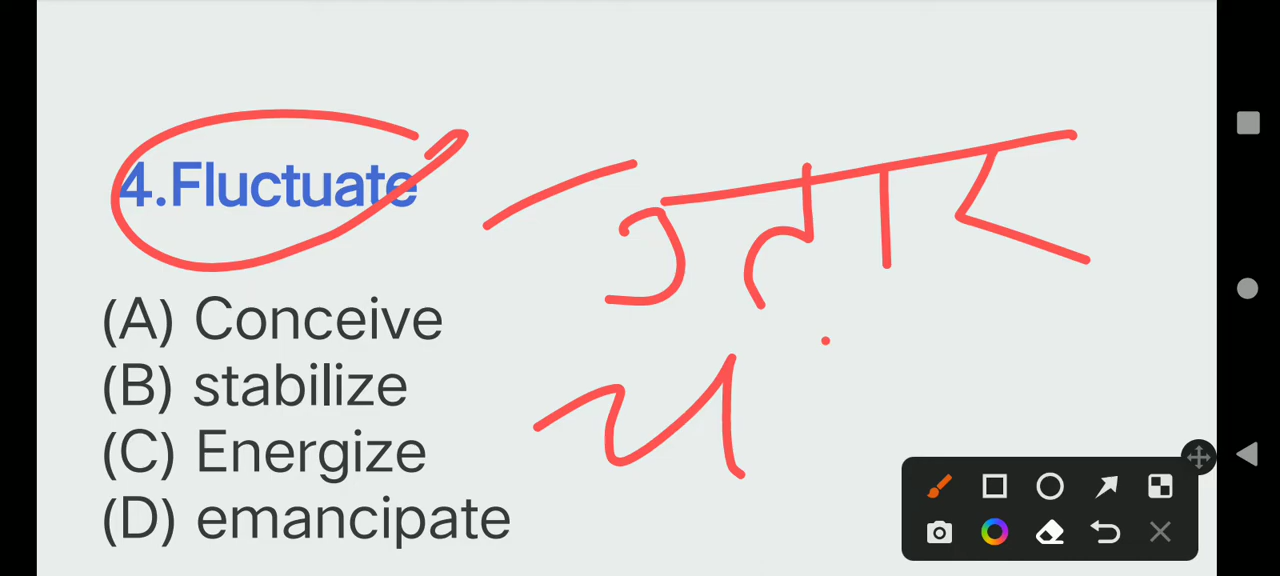 4.Fluctuate
उतार
(A) Conceive
(B) stabilize
(C) Energize
(D) emancipate